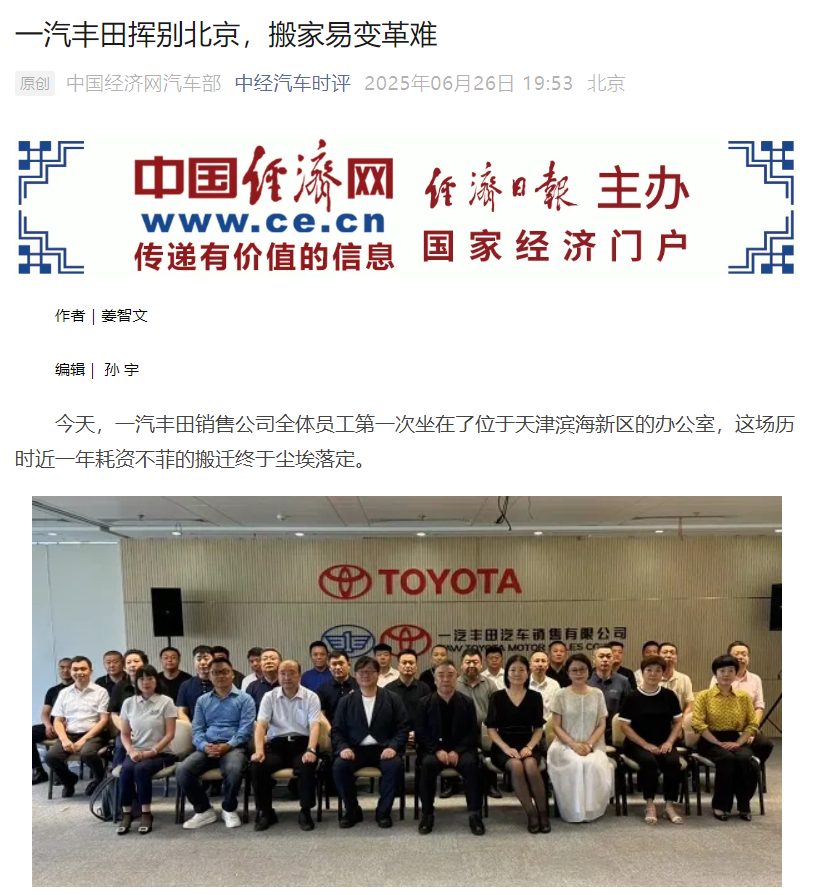 一汽丰田挥别北京，搬家易变革难
原创 中国经济网汽车部 中经汽车时评 2025年06月26日 19:53 北京
中国经济网 经济日报 主办
www.ce.cn
传递有价值的信息 国家经济门户
作者｜姜智文
编辑｜ 孙 宇
今天，一汽丰田销售公司全体员工第一次坐在了位于天津滨海新区的办公室，这场历
时近一年耗资不菲的搬迁终于尘埃落定。
TOYOTA
一汽丰田汽车销售有限公司
TOYOTA MOTOR